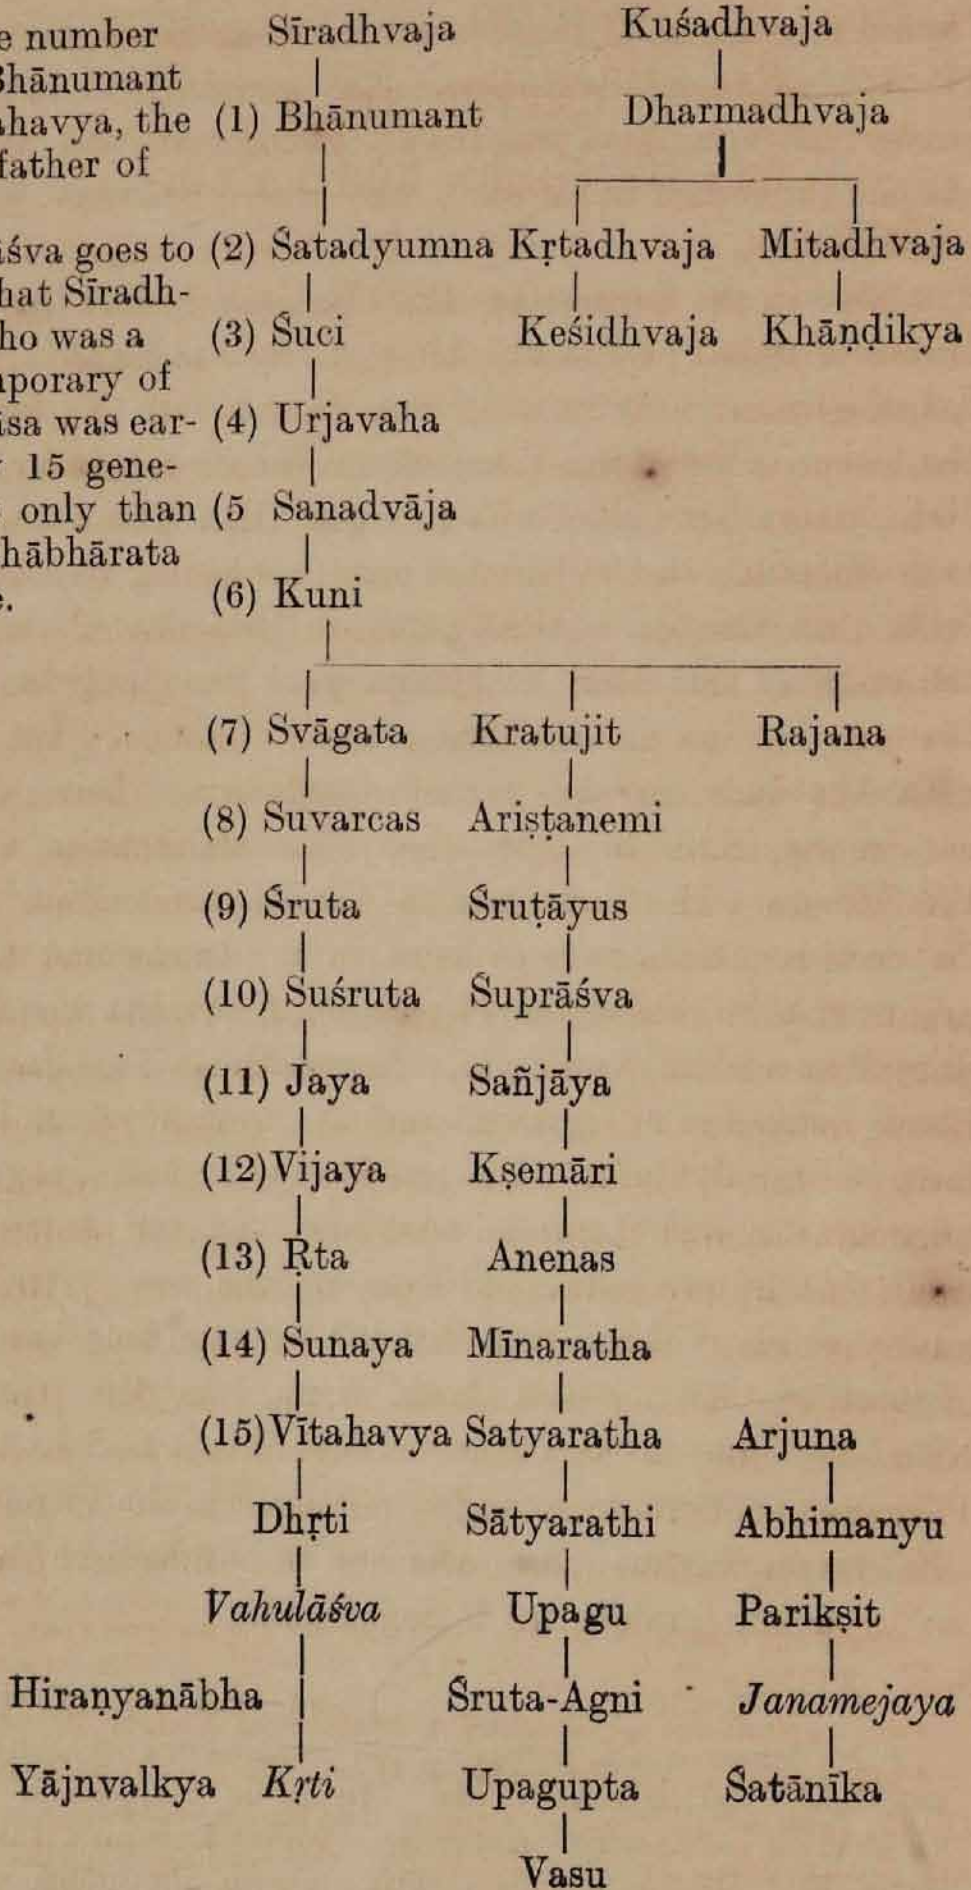 e number Sīradhvaja Kuśadhvaja
Bhānumant
havya, the (1) Bhānumant Dharmadhvaja
father of
śva goes to (2) Śatadyumna Kṛtadhvaja Mitadhvaja
hat Sīradh-
ho was a (3) Śuci Keśidhvaja Khāṇḍikya
porary of
sa was ear- (4) Urjavaha
15 gene-
only than (5 Sanadvāja
hābhārata
e. (6) Kuni
(7) Svāgata Kratujit Rajana
(8) Suvarcas Ariṣṭanemi
(9) Śruta Śruṭāyus
(10) Suśruta Suprāśva
(11) Jaya Sañjāya
(12) Vijaya Kṣemāri
(13) Ṛta Anenas
(14) Sunaya Mīnaratha
(15) Vītahavya Satyaratha Arjuna
Dhṛti Sātyarathi Abhimanyu
Vahulāśva Upagu Parikṣit
Hiraṇyanābha Śruta-Agni Janamejaya
Yājnvalkya Kṛti Upagupta Śatānīka
Vasu